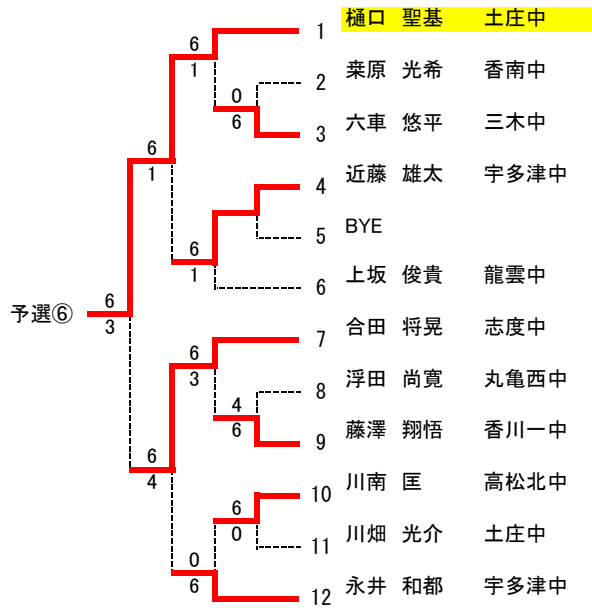 6
1 樋口 聖基 土庄中
1
2 桒原 光希 香南中
0
6
3 六車 悠平 三木中
6
1
4 近藤 雄太 宇多津中
5 BYE
6
1
6 上坂 俊貴 龍雲中
予選⑥
6
3
7 合田 将晃 志度中
6
3
8 浮田 尚寛 丸亀西中
4
6
9 藤澤 翔悟 香川一中
6
4
10 川南 匡 高松北中
6
0
11 川畑 光介 土庄中
0
6
12 永井 和都 宇多津中